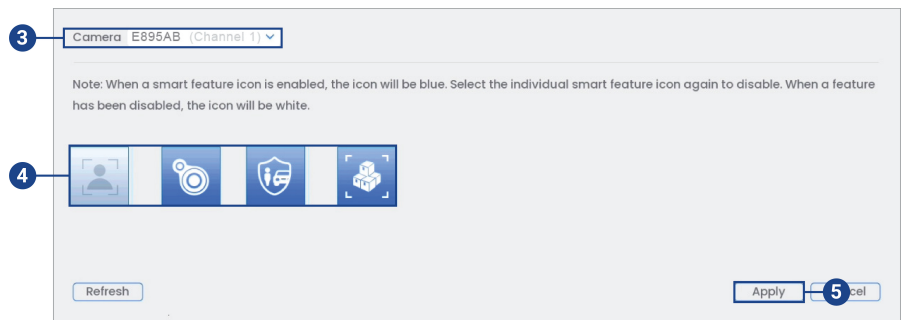 3
Camera E895AB (Channel 1)
Note: When a smart feature icon is enabled, the icon will be blue. Select the individual smart feature icon again to disable. When a feature
has been disabled, the icon will be white.
4
Refresh
Apply 5 cel